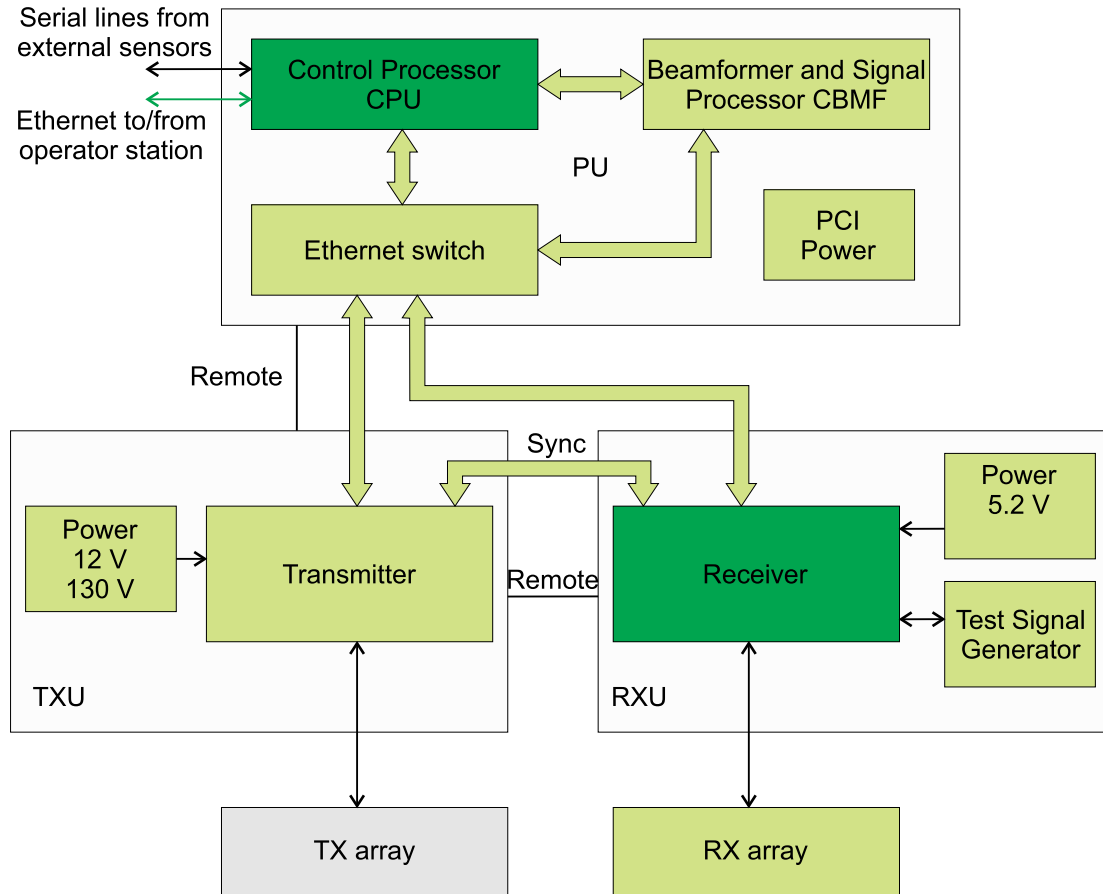 Serial lines from
external sensors
Ethernet to/from
operator station
Control Processor
CPU
Beamformer and Signal
Processor CBMF
PU
Ethernet switch
PCI
Power
Remote
Sync
Power
12 V
130 V
Transmitter
TXU
Remote
Receiver
Power
5.2 V
Test Signal
Generator
RXU
TX array
RX array